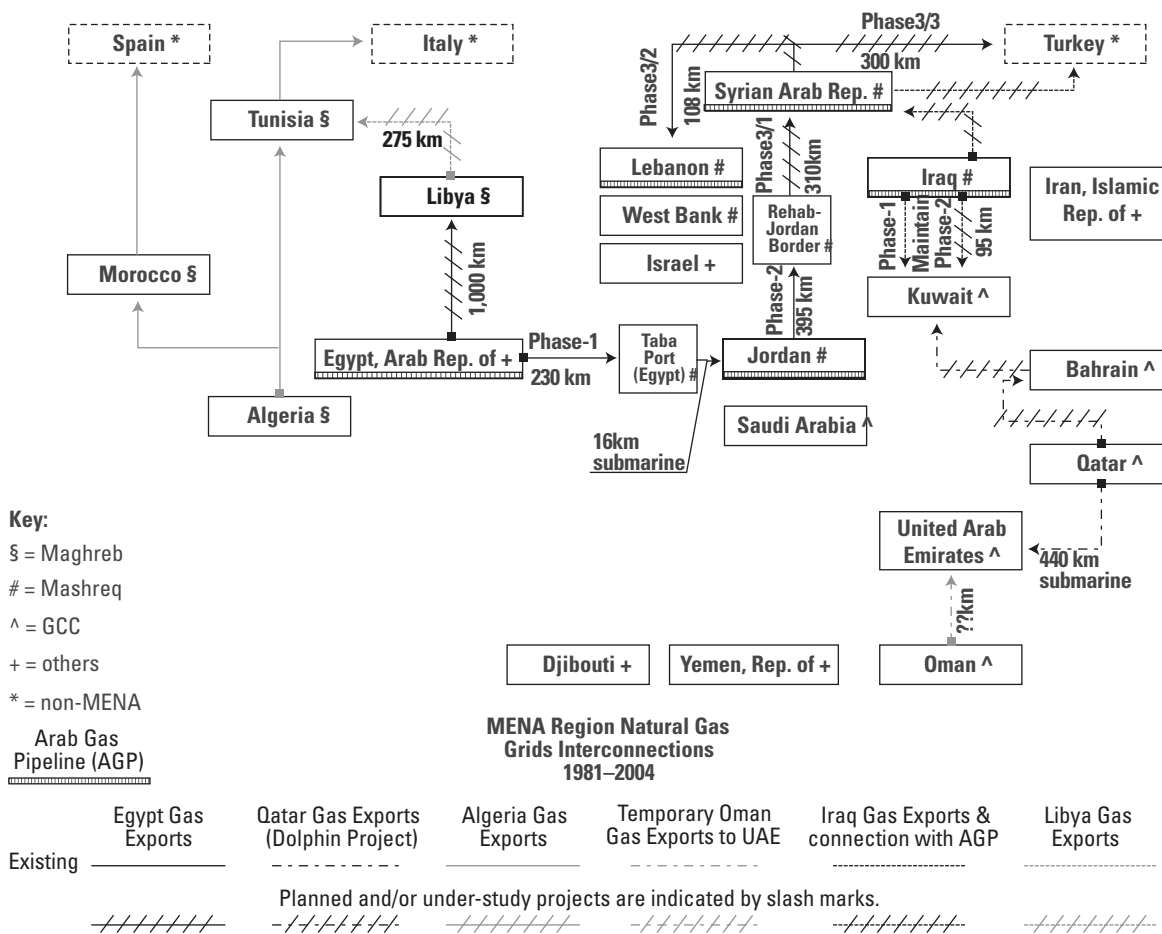 Spain *
Italy *
Phase3/3
Turkey *
300 km
Phase3/2
108 km
Syrian Arab Rep. #
Tunisia §
275 km
Phase3/1
310km
Lebanon #
Iraq #
Iran, Islamic
Rep. of +
Libya §
West Bank #
Rehab-
Jordan
Border #
Phase-1
Maintain
Phase-2
95 km
Morocco §
1,000 km
Israel +
Kuwait ^
Phase-2
395 km
Egypt, Arab Rep. of +
Phase-1
230 km
Taba
Port
(Egypt) #
Jordan #
Bahrain ^
Algeria §
Saudi Arabia ^
16km
submarine
Qatar ^
Key:
§ = Maghreb
# = Mashreq
^ = GCC
+ = others
* = non-MENA
United Arab
Emirates ^
440 km
submarine
??km
Djibouti +
Yemen, Rep. of +
Oman ^
Arab Gas
Pipeline (AGP)
MENA Region Natural Gas
Grids Interconnections
1981–2004
Egypt Gas
Exports
Qatar Gas Exports
(Dolphin Project)
Algeria Gas
Exports
Temporary Oman
Gas Exports to UAE
Iraq Gas Exports &
connection with AGP
Libya Gas
Exports
Existing
Planned and/or under-study projects are indicated by slash marks.